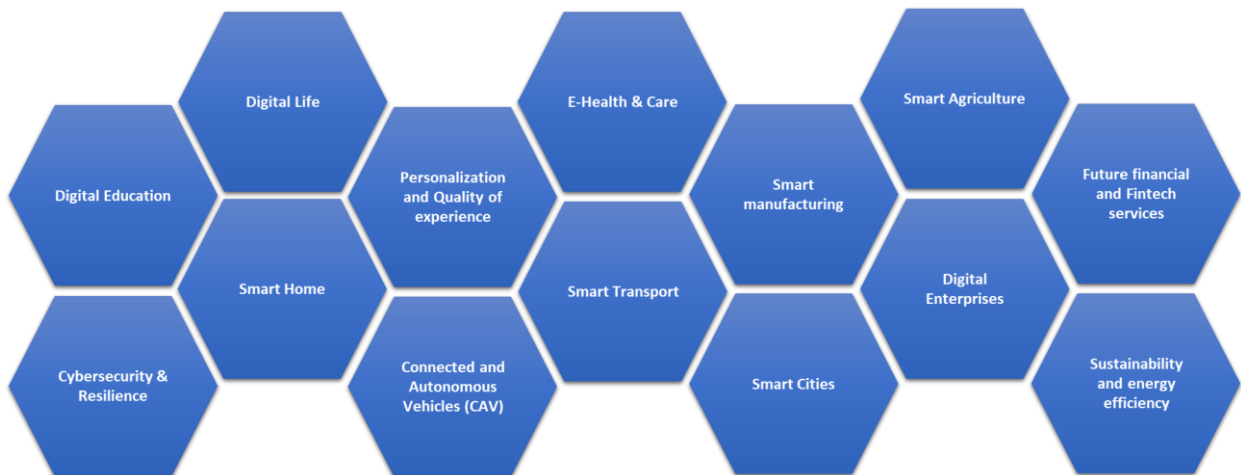 Digital Life
E-Health & Care
Smart Agriculture
Digital Education
Personalization
and Quality of
experience
Smart
manufacturing
Future financial
and Fintech
services
Smart Home
Smart Transport
Digital
Enterprises
Cybersecurity &
Resilience
Connected and
Autonomous
Vehicles (CAV)
Smart Cities
Sustainability
and energy
efficiency